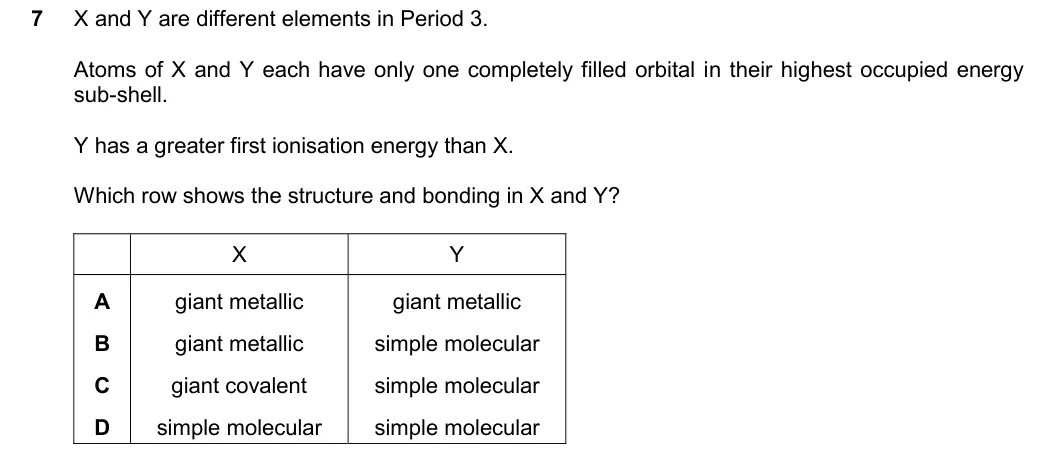 7 X and Y are different elements in Period 3.
Atoms of X and Y each have only one completely filled orbital in their highest occupied energy
sub-shell.
Y has a greater first ionisation energy than X.
Which row shows the structure and bonding in X and Y?
X Y
A giant metallic giant metallic
B giant metallic simple molecular
C giant covalent simple molecular
D simple molecular simple molecular